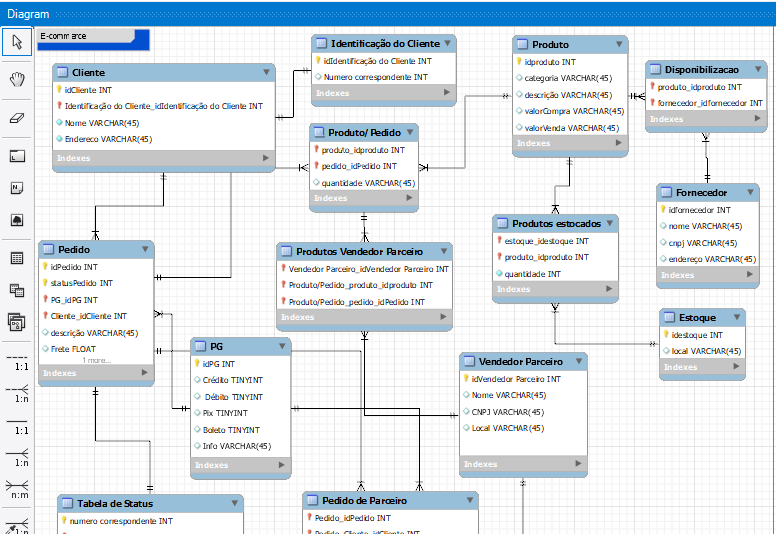 Diagram
E-commerce
Identificação do Cliente
idIdentificação do Cliente INT
Numero correspondente INT
Indexes
Produto
idproduto INT
categoria VARCHAR(45)
descrição VARCHAR(45)
valorCompra VARCHAR(45)
valorVenda VARCHAR(45)
Indexes
Disponibilizacao
produto_idproduto INT
fornecedor_idfornecedor INT
Indexes
Cliente
idCliente INT
Identificação do Cliente_idIdentificação do Cliente INT
Nome VARCHAR(45)
Endereco VARCHAR(45)
Indexes
Produto/ Pedido
produto_idproduto INT
pedido_idPedido INT
quantidade VARCHAR(45)
Indexes
Fornecedor
idfornecedor INT
nome VARCHAR(45)
cnpj VARCHAR(45)
endereço VARCHAR(45)
Indexes
Produtos estocados
estoque_idestoque INT
produto_idproduto INT
quantidade INT
Indexes
Pedido
idPedido INT
statusPedido INT
PG_idPG INT
Cliente_idCliente INT
descrição VARCHAR(45)
Frete FLOAT
1 more...
Indexes
Produtos Vendedor Parceiro
Vendedor Parceiro_idVendedor Parceiro INT
Produto/Pedido_produto_idproduto INT
Produto/Pedido_pedido_idPedido INT
Indexes
Estoque
idestoque INT
local VARCHAR(45)
Indexes
PG
idPG INT
Crédito TINYINT
Débito TINYINT
Pix TINYINT
Boleto TINYINT
Info VARCHAR(45)
Indexes
Vendedor Parceiro
idVendedor Parceiro INT
Nome VARCHAR(45)
CNPJ VARCHAR(45)
Local VARCHAR(45)
Indexes
Tabela de Status
numero correspondente INT
Pedido de Parceiro
Pedido_idPedido INT
Pedido_Cliente_idCliente INT
1:1
1:n
1:1
1:n
n:m
1:n